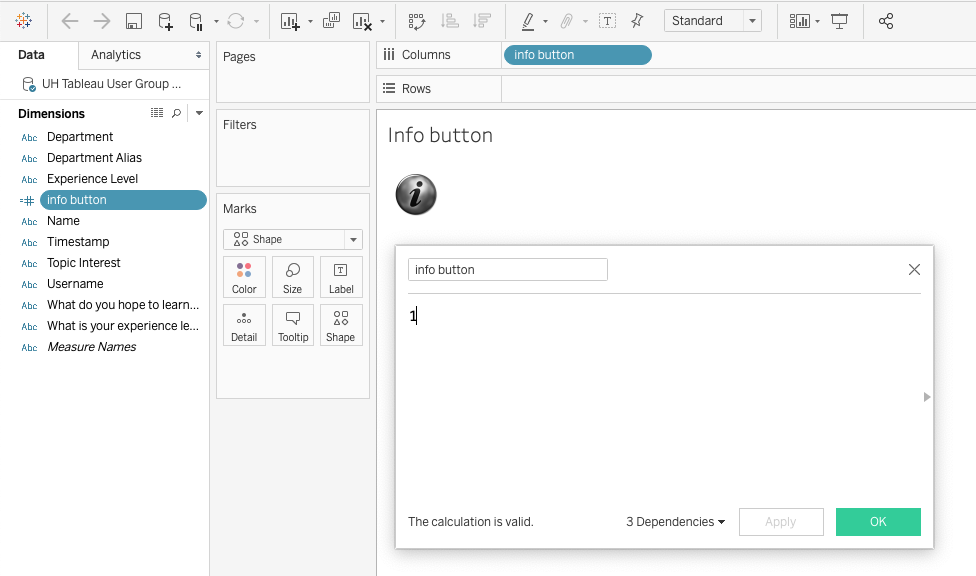 Standard
Data
Analytics
UH Tableau User Group ...
Dimensions
Abc Department
Abc Department Alias
Abc Experience Level
=# info button
Abc Name
Abc Timestamp
Abc Topic Interest
Abc Username
Abc What do you hope to learn...
Abc What is your experience le...
Abc Measure Names
Pages
Filters
Marks
Shape
Color
Size
T
Label
Detail
Tooltip
Shape
Columns
info button
Rows
Info button
i
info button
1
The calculation is valid.
3 Dependencies
Apply
OK